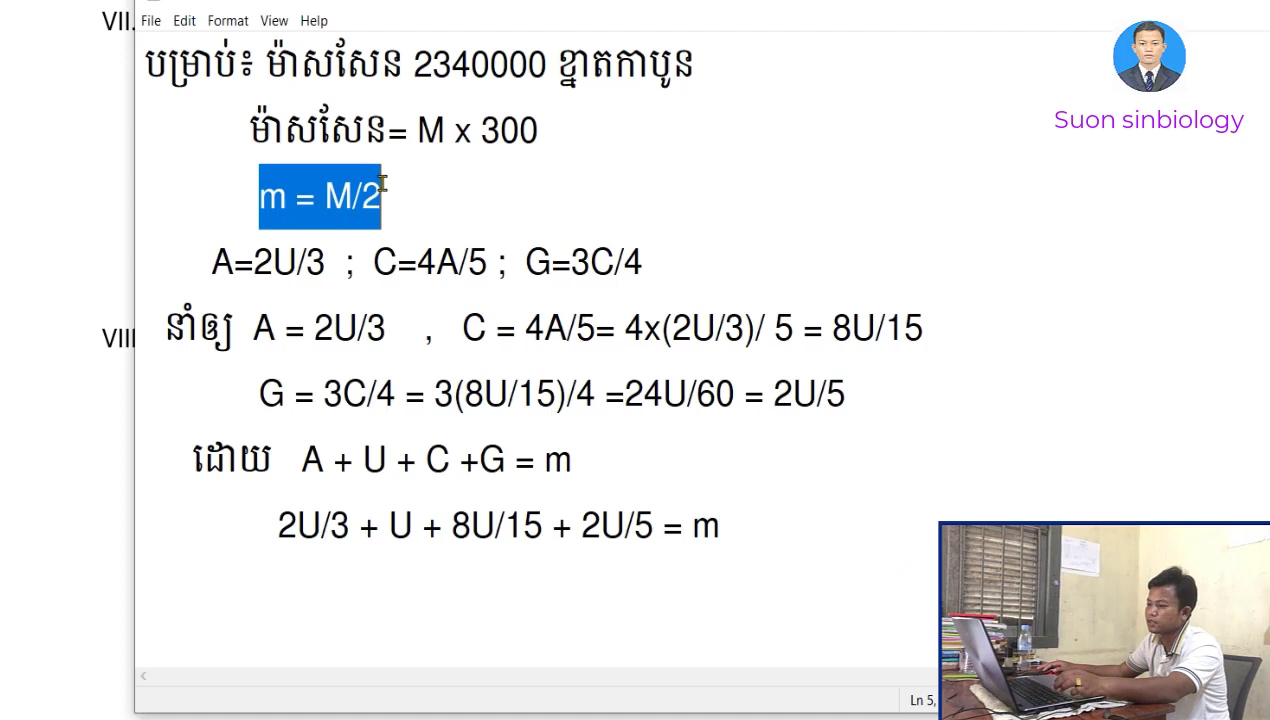 VII.
File Edit Format View Help
បម្រាប់៖ ម៉ាសសែន 2340000 ខ្នាតកាបូន
Suon sinbiology
ម៉ាសសែន= M x 300
m = M/2
A=2U/3 ; C=4A/5 ; G=3C/4
VIII
នាំឲ្យ A = 2U/3 , C = 4A/5= 4x(2U/3)/ 5 = 8U/15
G = 3C/4 = 3(8U/15)/4 =24U/60 = 2U/5
ដោយ A + U + C +G = m
2U/3 + U + 8U/15 + 2U/5 = m
Ln 5,